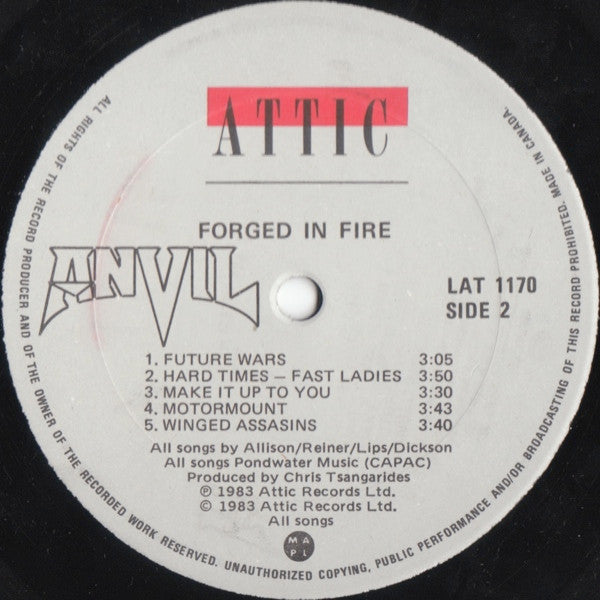 ATTIC
FORGED IN FIRE
ANVIL
LAT 1170
SIDE 2
1. FUTURE WARS 3:05
2. HARD TIMES – FAST LADIES 3:50
3. MAKE IT UP TO YOU 3:30
4. MOTORMOUNT 3:43
5. WINGED ASSASINS 3:40
All songs by Allison/Reiner/Lips/Dickson
All songs Pondwater Music (CAPAC)
Produced by Chris Tsangarides
℗ 1983 Attic Records Ltd.
© 1983 Attic Records Ltd.
All songs
MAPL
ALL RIGHTS OF THE RECORD PRODUCER AND OF THE OWNER OF THE RECORDED WORK RESERVED. UNAUTHORIZED COPYING, PUBLIC PERFORMANCE AND/OR BROADCASTING OF THIS RECORD PROHIBITED. MADE IN CANADA.